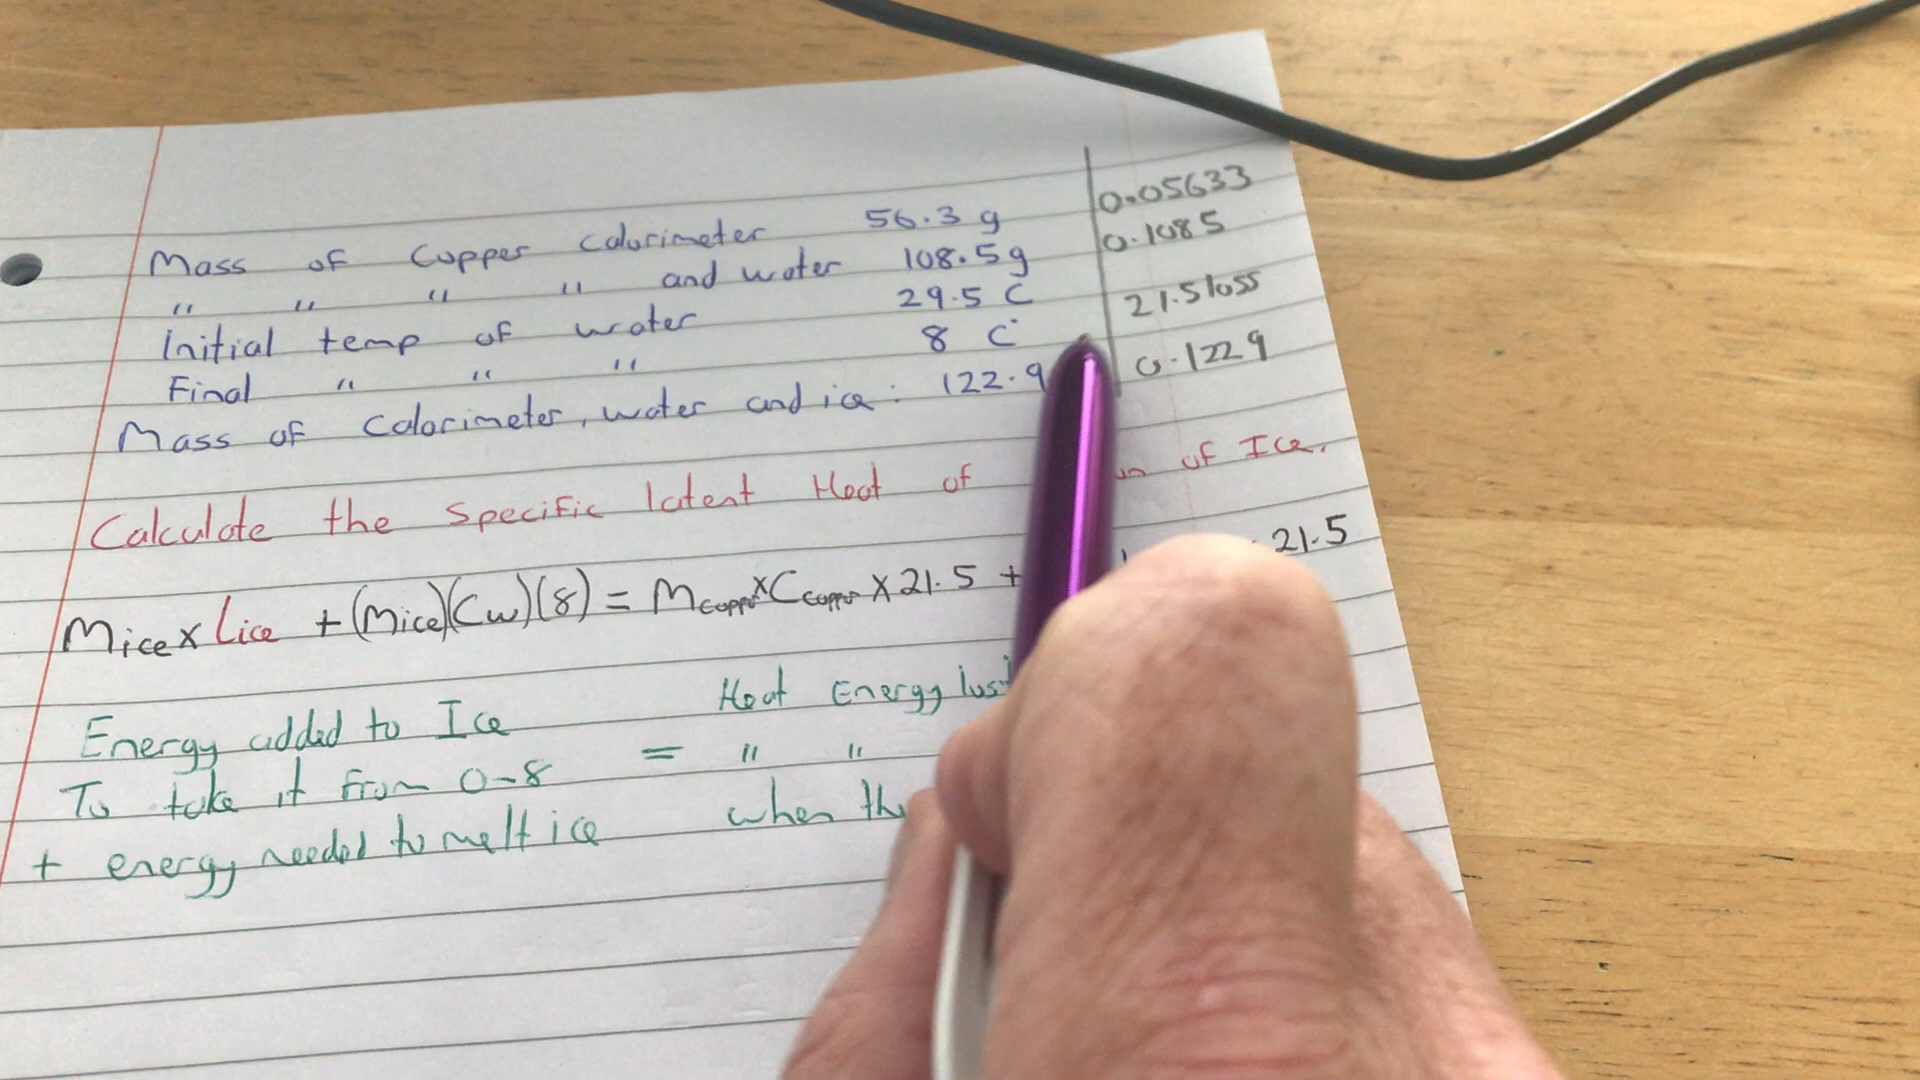 Mass of Copper calorimeter 56.3 g 0.05633
" " " " and water 108.5g 0.1085
Initial temp of water 29.5 C 21.5 loss
Final " " " 8 C
Mass of Calorimeter, water and ice : 122.9 0.1229
Calculate the Specific latent Heat of of Ice.
Mice x Lice + (Mice)(Cw)(8) = Mcopper x Ccopper x 21.5 + 21.5
Energy added to Ice Heat Energy lost
To take it from 0-8 = " "
+ energy needed to melt ice when